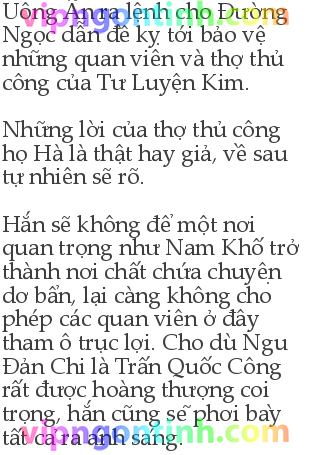 Uông Ấn ra lệnh cho Đường
vipngontinh.com
Ngọc dẫn đề kỵ tới bảo vệ
những quan viên và thợ thủ
công của Tư Luyện Kim.
Những lời của thợ thủ công
họ Hà là thật hay giả, về sau
tự nhiên sẽ rõ.
Hắn sẽ không để một nơi
quan trọng như Nam Khố trở
thành nơi chất chứa chuyện
dơ bẩn, lại càng không cho
phép các quan viên ở đây
tham ô trục lợi. Cho dù Ngu
Đản Chi là Trấn Quốc Công
rất được hoàng thượng coi
trọng, hắn cũng sẽ phơi bày
vipngontinh.com
tất cả ra ánh sáng.